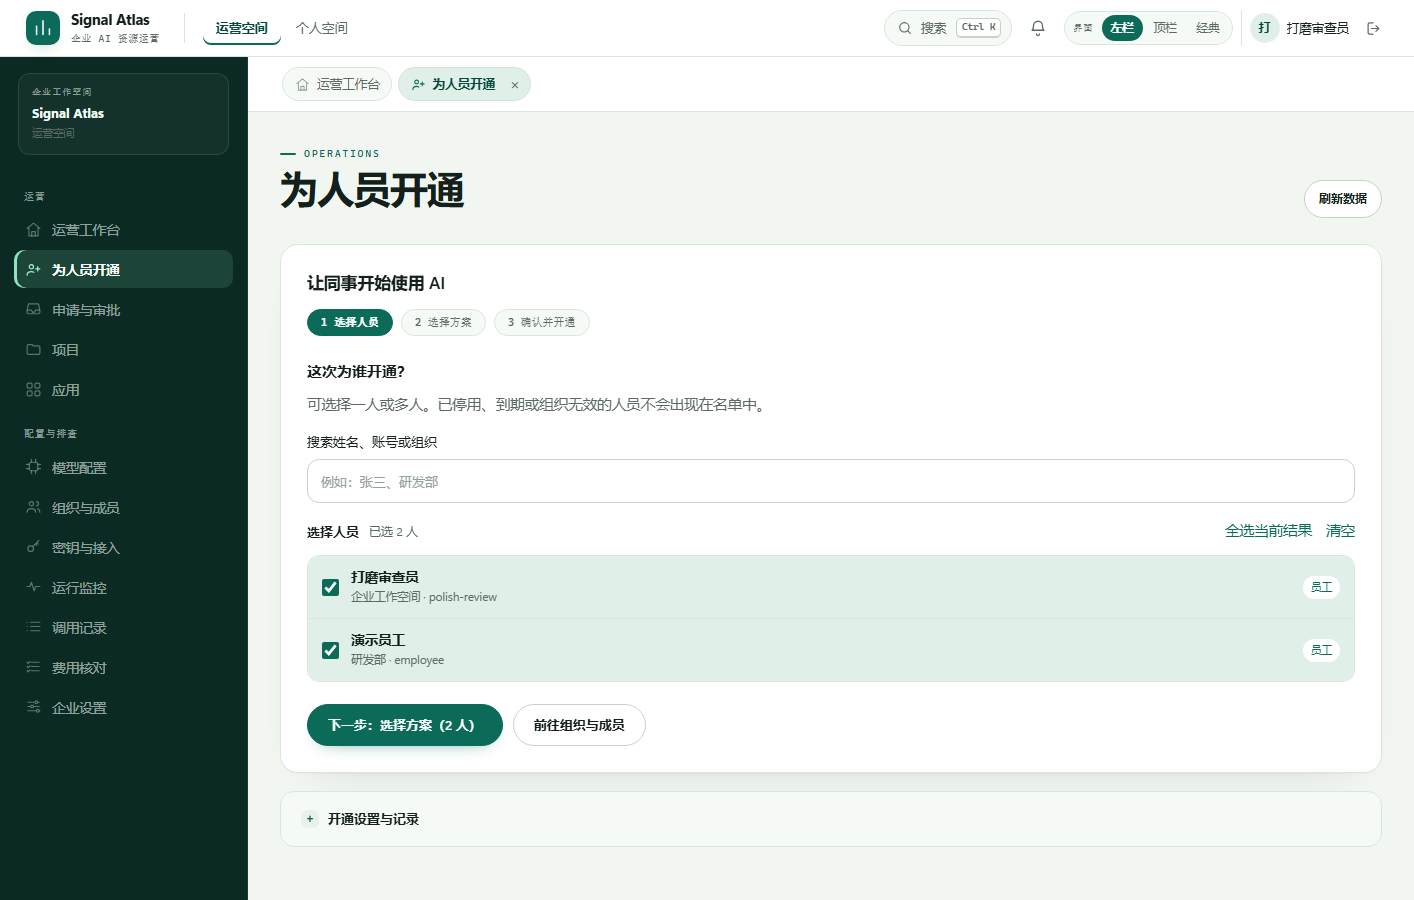 Signal Atlas
企业 AI 资源运营
运营空间
个人空间
搜索
Ctrl K
界面
左栏
顶栏
经典
打
打磨审查员
企业工作空间
Signal Atlas
运营空间
运营
运营工作台
为人员开通
申请与审批
项目
应用
配置与排查
模型配置
组织与成员
密钥与接入
运行监控
调用记录
费用核对
企业设置
运营工作台
为人员开通 ×
OPERATIONS
为人员开通
刷新数据
让同事开始使用 AI
1 选择人员
2 选择方案
3 确认并开通
这次为谁开通？
可选择一人或多人。已停用、到期或组织无效的人员不会出现在名单中。
搜索姓名、账号或组织
例如：张三、研发部
选择人员 已选 2 人
全选当前结果 清空
打磨审查员
企业工作空间 · polish-review
员工
演示员工
研发部 · employee
员工
下一步：选择方案（2 人）
前往组织与成员
+ 开通设置与记录